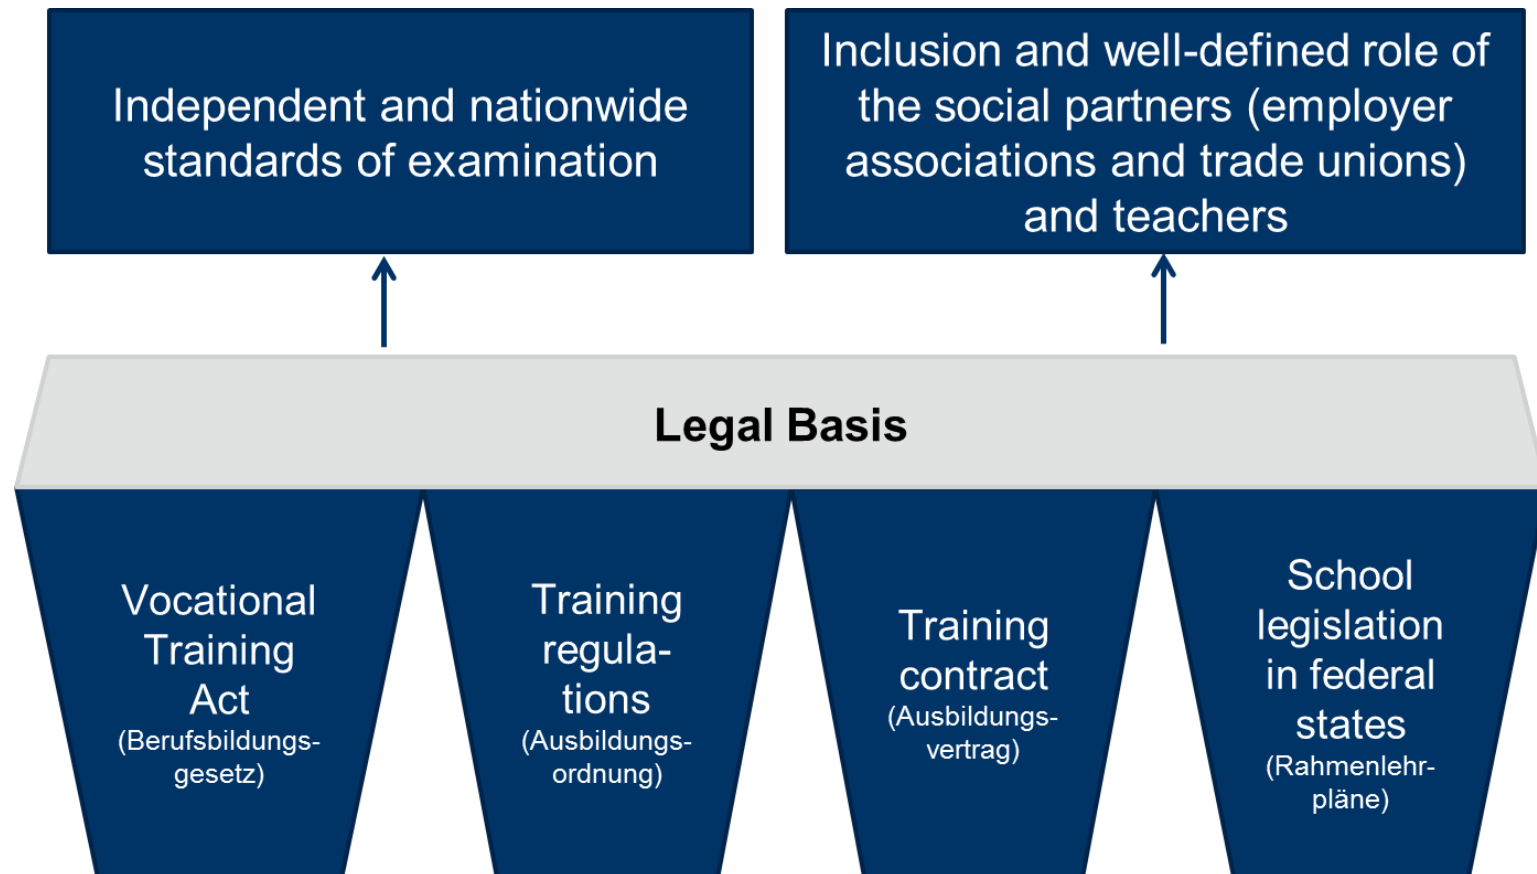 Independent and nationwide
standards of examination
Inclusion and well-defined role of
the social partners (employer
associations and trade unions)
and teachers
Legal Basis
Vocational
Training
Act
(Berufsbildungs-
gesetz)
Training
regula-
tions
(Ausbildungs-
ordnung)
Training
contract
(Ausbildungs-
vertrag)
School
legislation
in federal
states
(Rahmenlehr-
pläne)